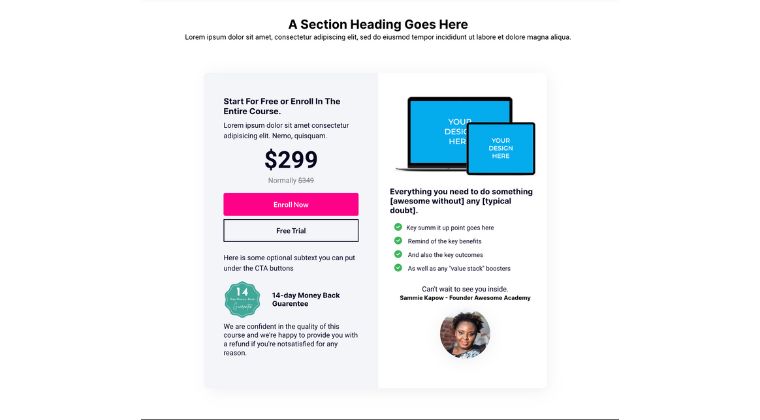 A Section Heading Goes Here
Lorem ipsum dolor sit amet, consectetur adipiscing elit, sed do eiusmod tempor incididunt ut labore et dolore magna aliqua.
Start For Free or Enroll In The
Entire Course.
Lorem ipsum dolor sit amet consectetur
adipisicing elit. Nemo, quisquam.
$299
Normally $349
Enroll Now
Free Trial
Here is some optional subtext you can put
under the CTA buttons
14
Day Money Back
Guarantee
14-day Money Back
Guarentee
We are confident in the quality of this
course and we're happy to provide you with
a refund if you're notsatisfied for any
reason.
YOUR
DESIGN
HERE
YOUR
DESIGN
HERE
Everything you need to do something
[awesome without] any [typical
doubt].
Key summ it up point goes here
Remind of the key benefits
And also the key outcomes
As well as any "value stack" boosters
Can't wait to see you inside.
Sammie Kapow - Founder Awesome Academy